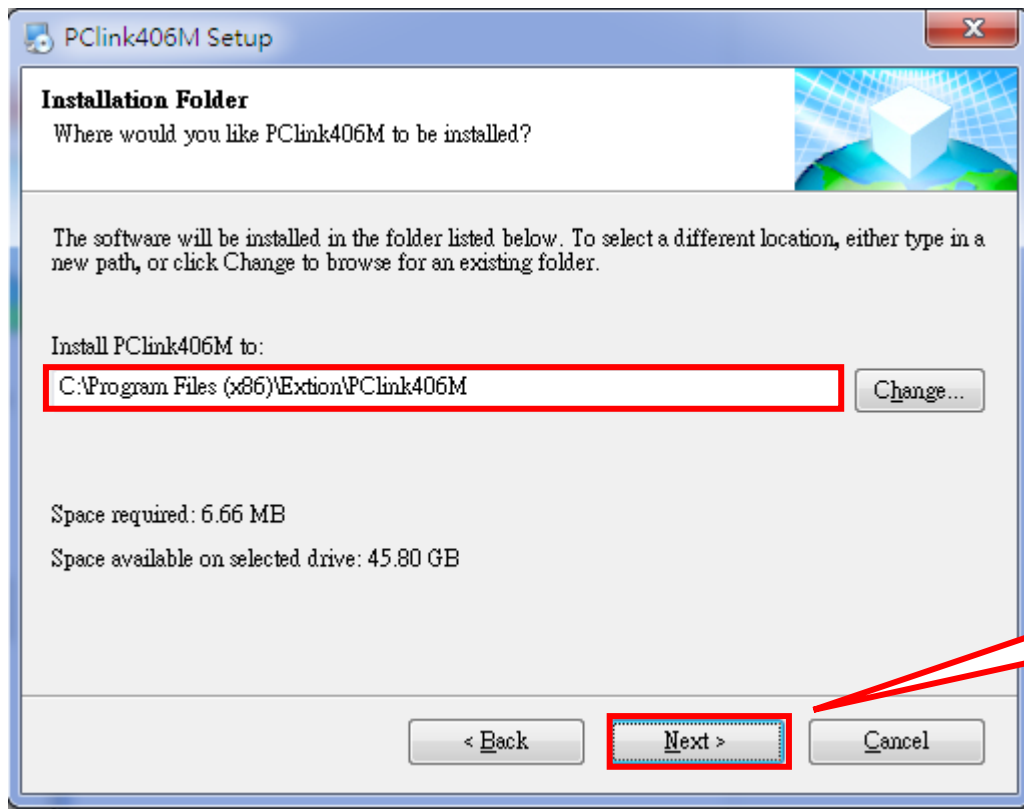 PClink406M Setup
Installation Folder
Where would you like PClink406M to be installed?
The software will be installed in the folder listed below. To select a different location, either type in a
new path, or click Change to browse for an existing folder.
Install PClink406M to:
C:\Program Files (x86)\Extion\PClink406M
Change...
Space required: 6.66 MB
Space available on selected drive: 45.80 GB
< Back
Next >
Cancel